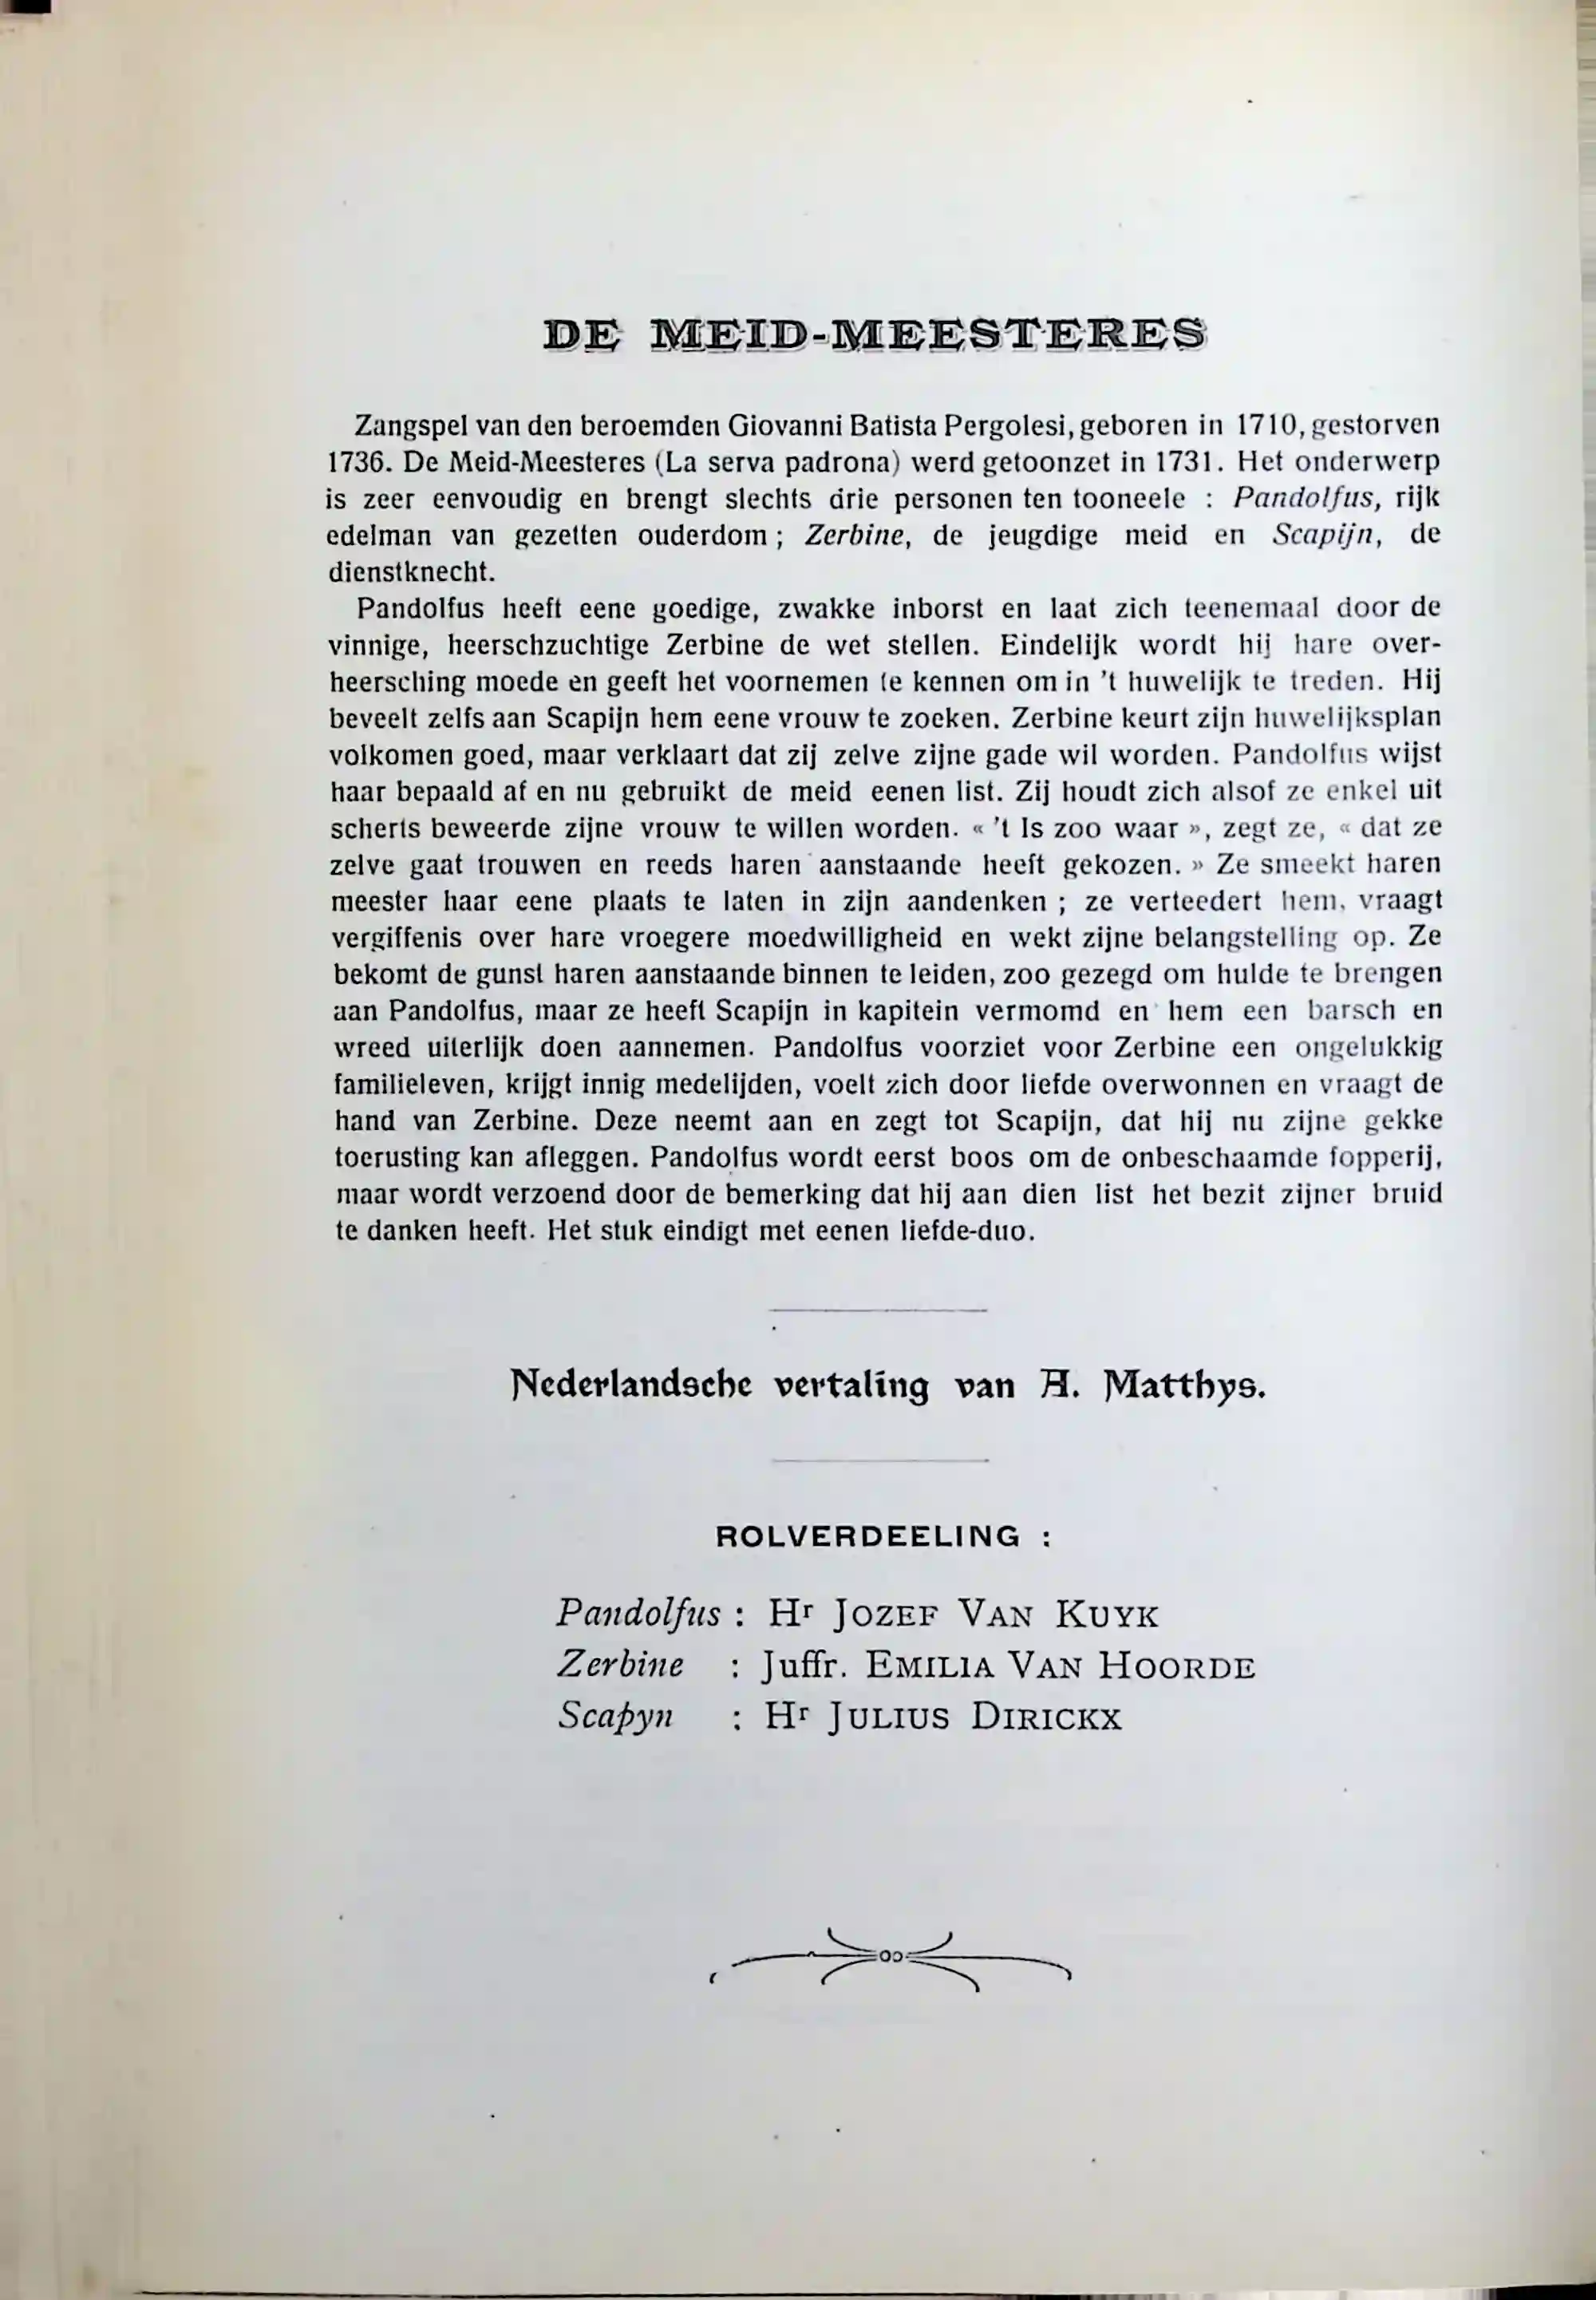 DE MEID-MEESTERES
Zangspel van den beroemden Giovanni Batista Pergolesi, geboren in 1710, gestorven
1736. De Meid-Meesteres (La serva padrona) werd getoonzet in 1731. Het onderwerp
is zeer eenvoudig en brengt slechts drie personen ten tooneele : Pandolfus, rijk
edelman van gezetten ouderdom ; Zerbine, de jeugdige meid en Scapijn, de
dienstknecht.
Pandolfus heeft eene goedige, zwakke inborst en laat zich teenemaal door de
vinnige, heerschzuchtige Zerbine de wet stellen. Eindelijk wordt hij hare over-
heersching moede en geeft het voornemen te kennen om in 't huwelijk te treden. Hij
beveelt zelfs aan Scapijn hem eene vrouw te zoeken. Zerbine keurt zijn huwelijksplan
volkomen goed, maar verklaart dat zij zelve zijne gade wil worden. Pandolfus wijst
haar bepaald af en nu gebruikt de meid eenen list. Zij houdt zich alsof ze enkel uit
scherts beweerde zijne vrouw te willen worden. « 't Is zoo waar », zegt ze, « dat ze
zelve gaat trouwen en reeds haren aanstaande heeft gekozen. » Ze smeekt haren
meester haar eene plaats te laten in zijn aandenken ; ze verteedert hem, vraagt
vergiffenis over hare vroegere moedwilligheid en wekt zijne belangstelling op. Ze
bekomt de gunst haren aanstaande binnen te leiden, zoo gezegd om hulde te brengen
aan Pandolfus, maar ze heeft Scapijn in kapitein vermomd en hem een barsch en
wreed uiterlijk doen aannemen. Pandolfus voorziet voor Zerbine een ongelukkig
familieleven, krijgt innig medelijden, voelt zich door liefde overwonnen en vraagt de
hand van Zerbine. Deze neemt aan en zegt tot Scapijn, dat hij nu zijne gekke
toerusting kan afleggen. Pandolfus wordt eerst boos om de onbeschaamde fopperij,
maar wordt verzoend door de bemerking dat hij aan dien list het bezit zijner bruid
te danken heeft. Het stuk eindigt met eenen liefde-duo.
Nederlandsche vertaling van A. Matthys.
ROLVERDEELING :
Pandolfus : Hr JOZEF VAN KUYK
Zerbine : Juffr. EMILIA VAN HOORDE
Scapyn : Hr JULIUS DIRICKX